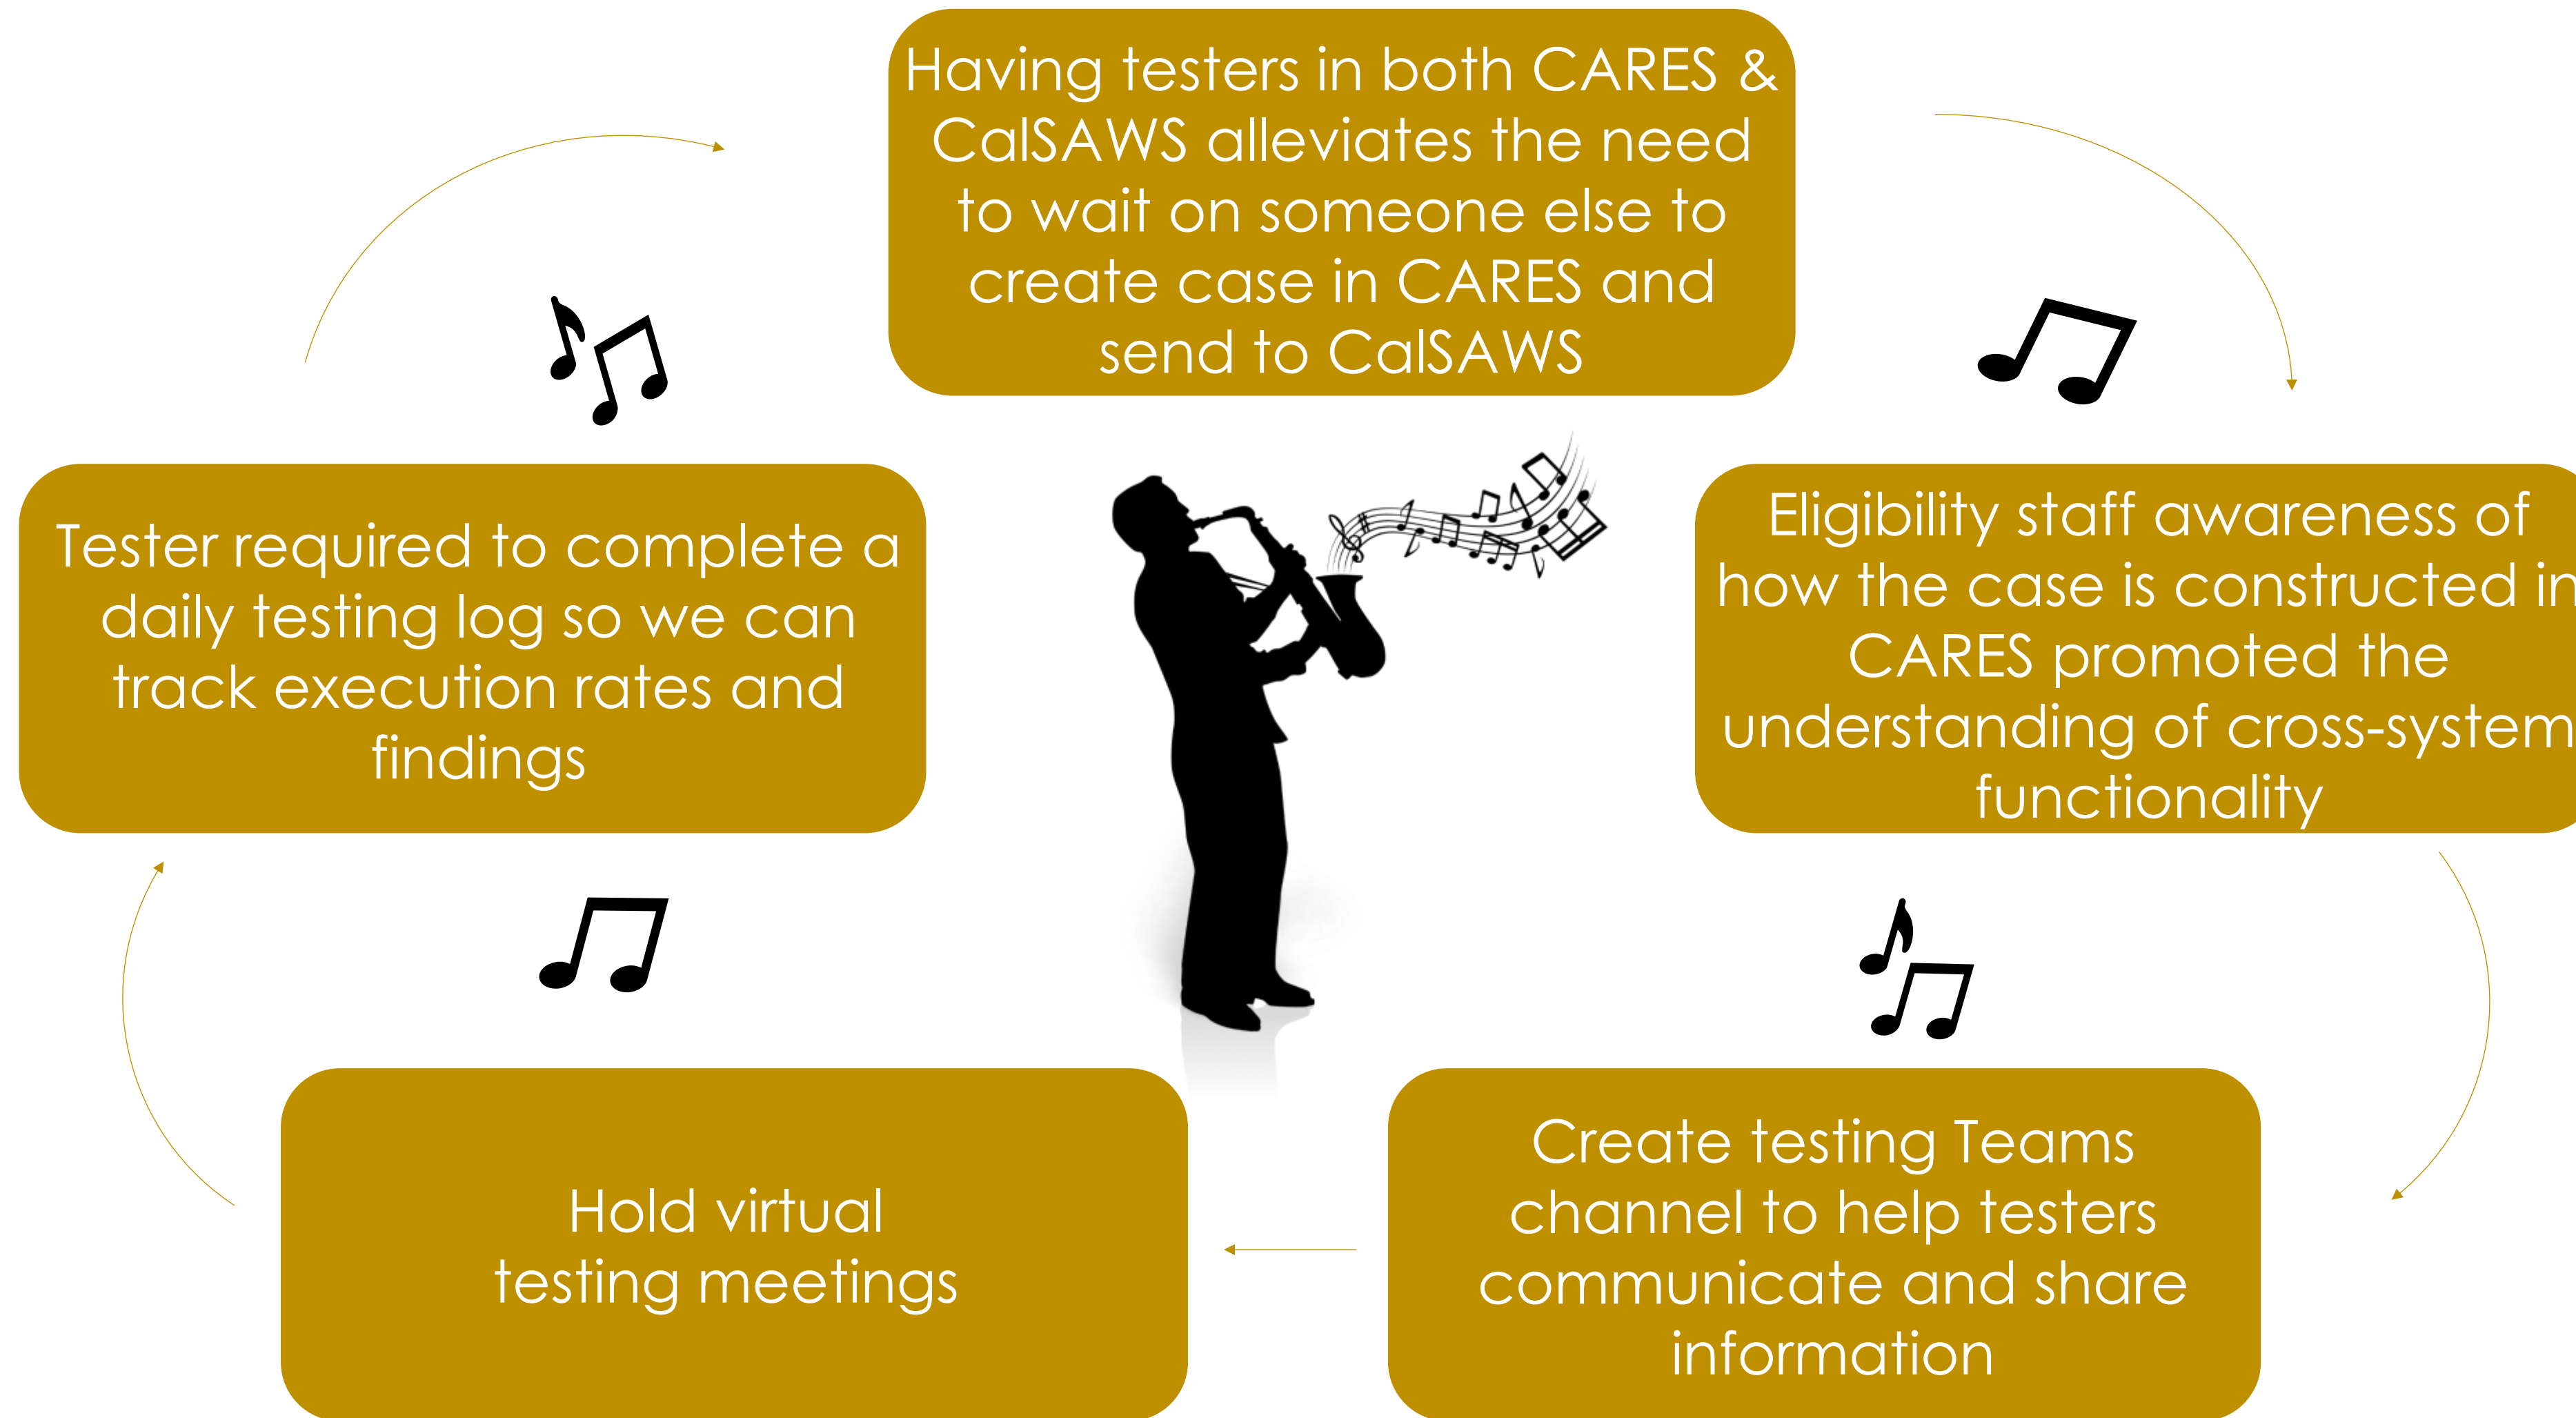 Having testers in both CARES &
CalSAWS alleviates the need
to wait on someone else to
create case in CARES and
send to CalSAWS
Tester required to complete a
daily testing log so we can
track execution rates and
findings
Eligibility staff awareness of
how the case is constructed in
CARES promoted the
understanding of cross-system
functionality
Hold virtual
testing meetings
Create testing Teams
channel to help testers
communicate and share
information